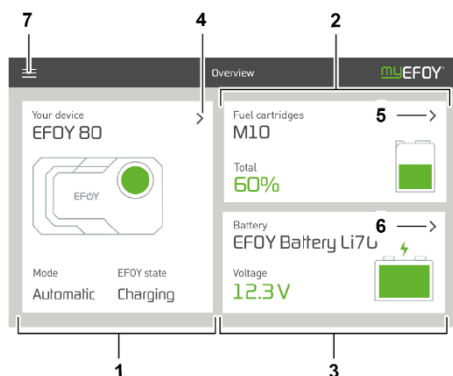 7
4
2
Overview
myEFOY
Your device
EFOY 80
EFOY
Mode
EFOY state
Automatic
Charging
Fuel cartridges
5
M10
Total
60%
Battery
6
EFOY Battery Li70
Voltage
12.3V
1
3